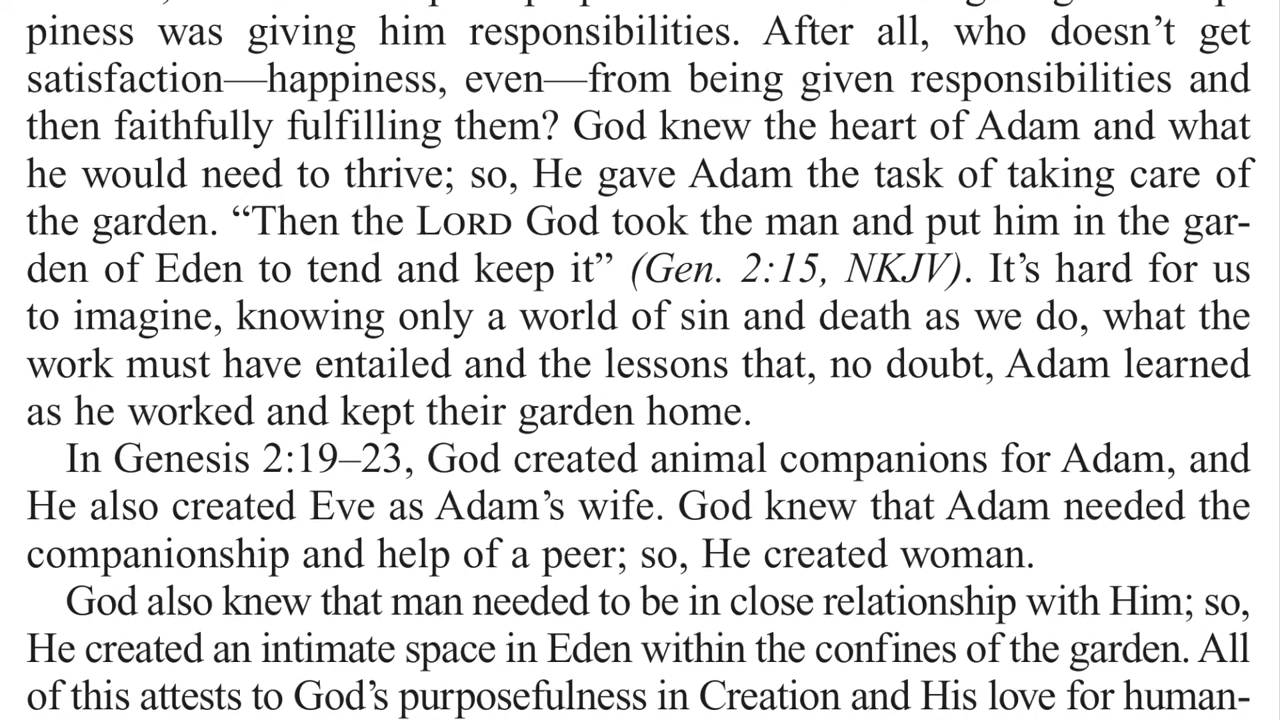 piness was giving him responsibilities. After all, who doesn’t get
satisfaction—happiness, even—from being given responsibilities and
then faithfully fulfilling them? God knew the heart of Adam and what
he would need to thrive; so, He gave Adam the task of taking care of
the garden. “Then the LORD God took the man and put him in the gar-
den of Eden to tend and keep it” (Gen. 2:15, NKJV). It’s hard for us
to imagine, knowing only a world of sin and death as we do, what the
work must have entailed and the lessons that, no doubt, Adam learned
as he worked and kept their garden home.
In Genesis 2:19–23, God created animal companions for Adam, and
He also created Eve as Adam’s wife. God knew that Adam needed the
companionship and help of a peer; so, He created woman.
God also knew that man needed to be in close relationship with Him; so,
He created an intimate space in Eden within the confines of the garden. All
of this attests to God’s purposefulness in Creation and His love for human-